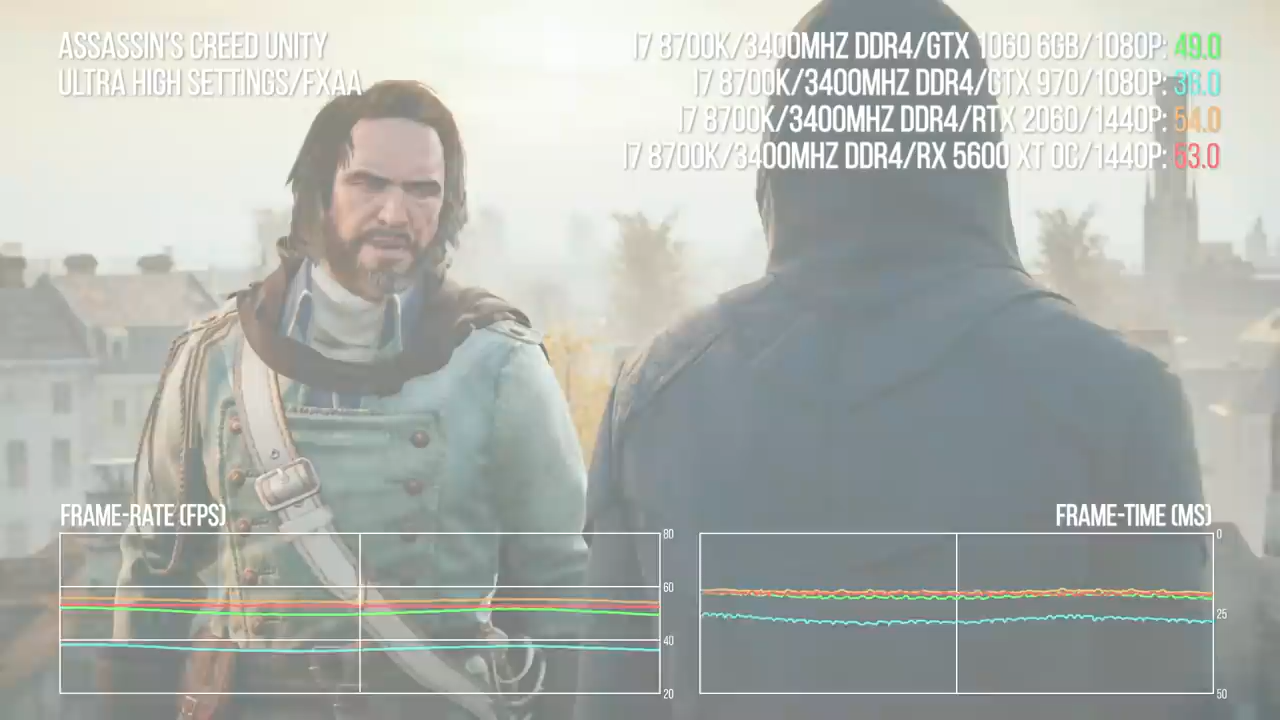 ASSASSIN'S CREED UNITY
ULTRA HIGH SETTINGS/FXAA
I7 8700K/3400MHZ DDR4/GTX 1060 6GB/1080P: 49.0
I7 8700K/3400MHZ DDR4/GTX 970/1080P: 36.0
I7 8700K/3400MHZ DDR4/RTX 2060/1440P: 54.0
I7 8700K/3400MHZ DDR4/RX 5600 XT OC/1440P: 53.0
FRAME-RATE (FPS)
80
60
40
20
FRAME-TIME (MS)
0
25
50